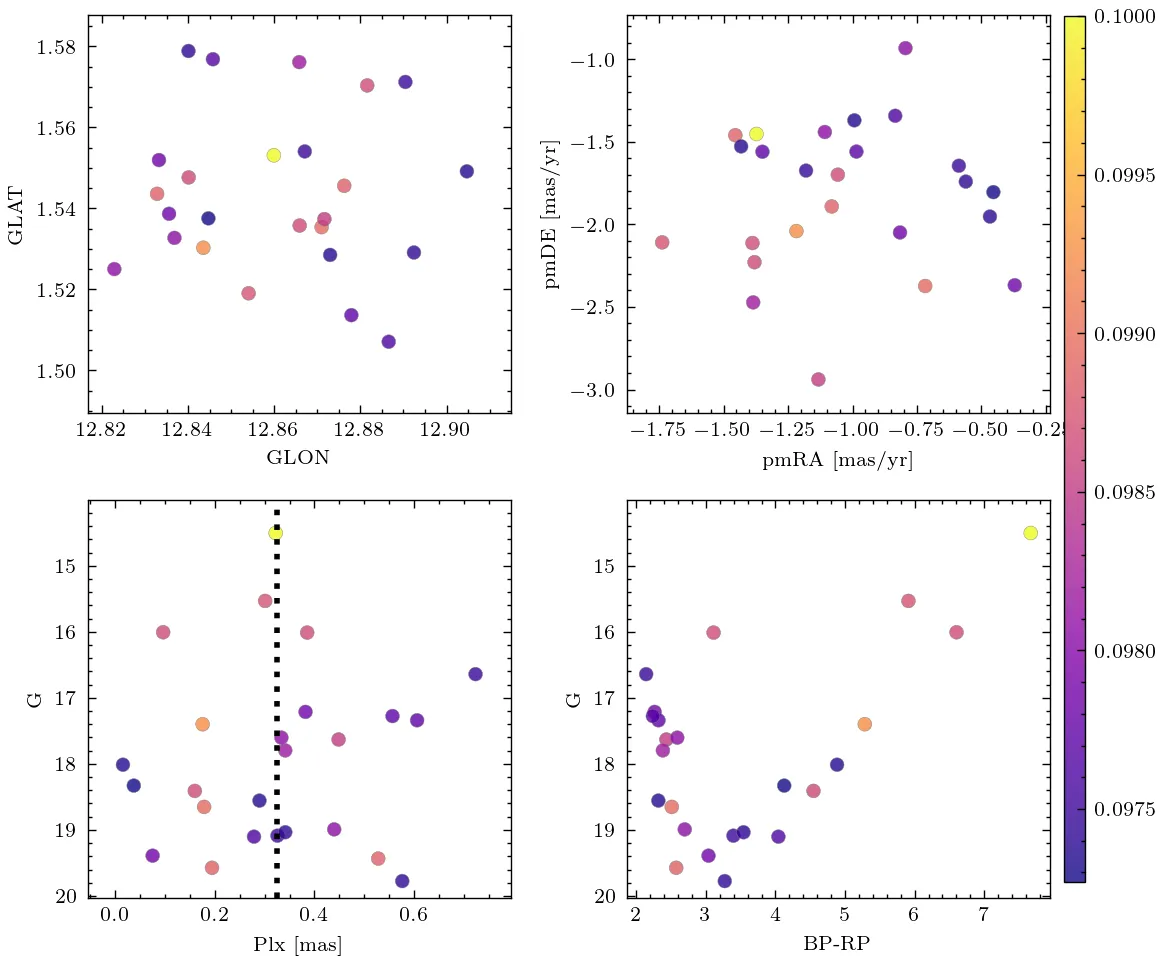 1.58
1.56
1.54
1.52
1.50
GLAT
12.82 12.84 12.86 12.88 12.90
GLON
−1.0
−1.5
−2.0
−2.5
−3.0
pmDE [mas/yr]
−1.75 −1.50 −1.25 −1.00 −0.75 −0.50 −0.25
pmRA [mas/yr]
0.1000
0.0995
0.0990
0.0985
0.0980
0.0975
15
16
17
18
19
20
G
0.0 0.2 0.4 0.6
Plx [mas]
15
16
17
18
19
20
G
2 3 4 5 6 7
BP-RP